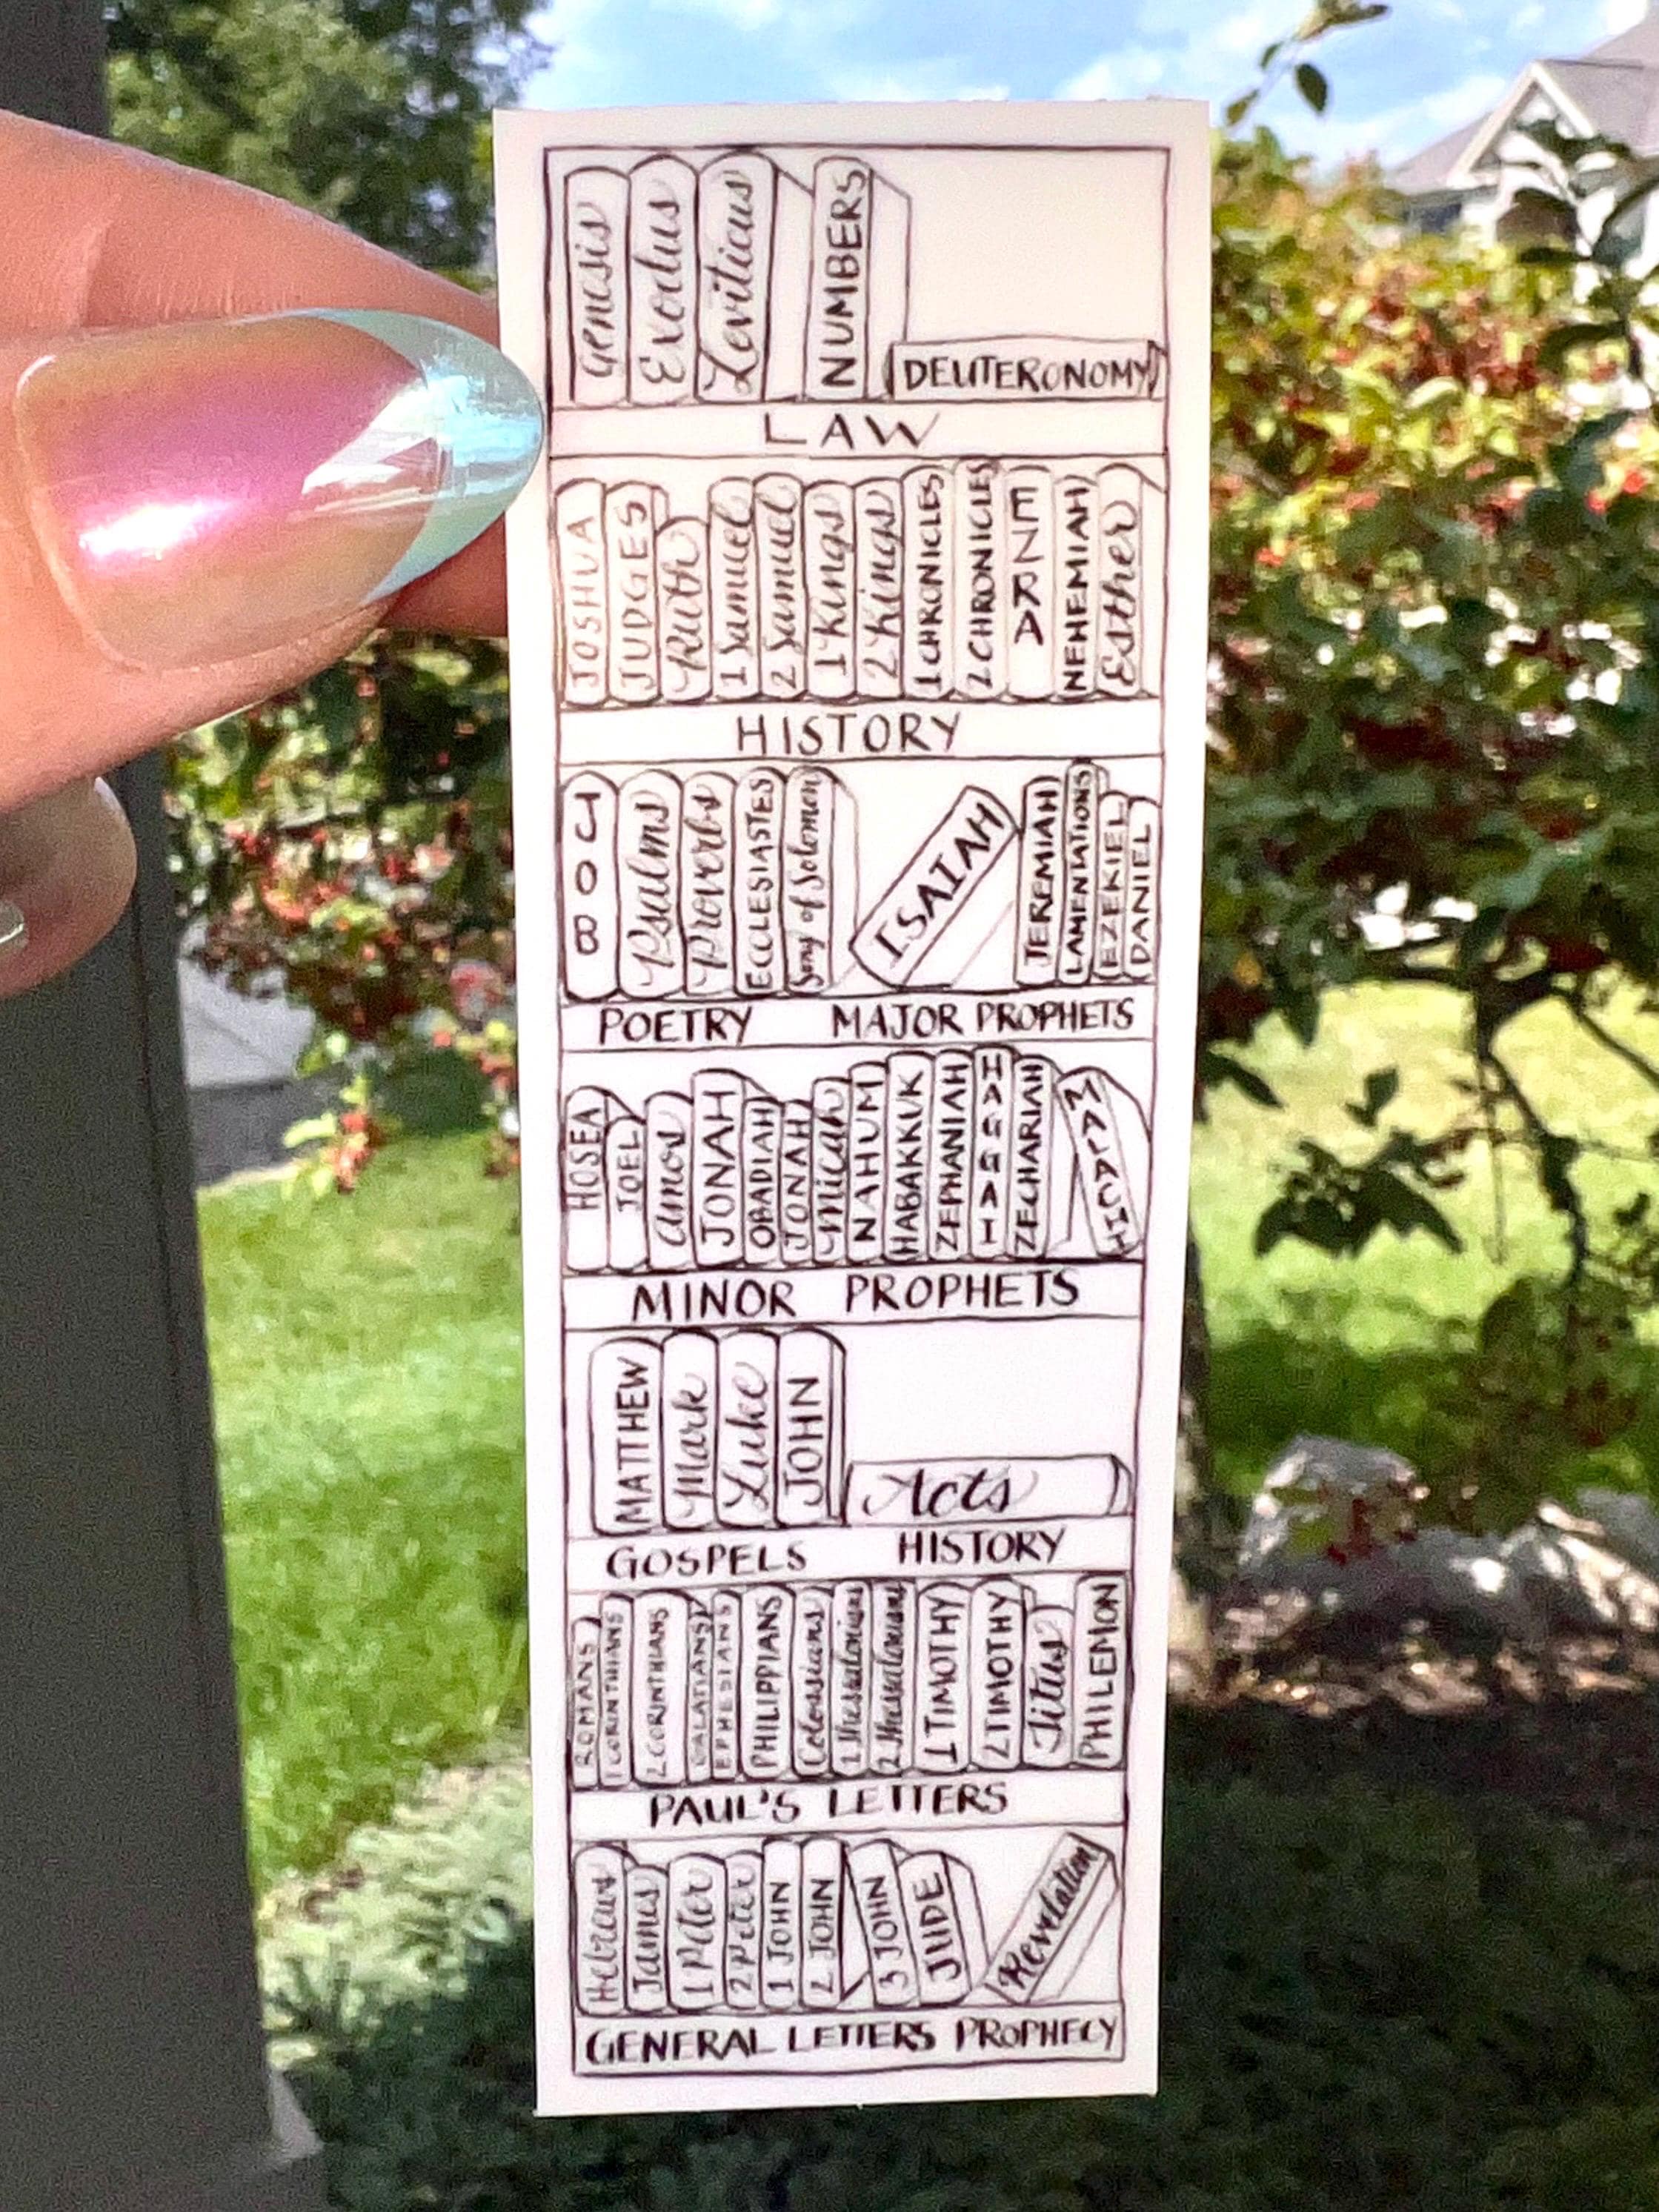 Genesis
Exodus
Leviticus
NUMBERS
DEUTERONOMY
LAW
JOSHUA
JUDGES
Ruth
1 Samuel
2 Samuel
1 Kings
2 Kings
1 CHRONICLES
2 CHRONICLES
EZRA
NEHEMIAH
Esther
HISTORY
JOB
Psalms
Proverbs
ECCLESIASTES
Song of Solomon
ISAIAH
JEREMIAH
LAMENTATIONS
EZEKIEL
DANIEL
POETRY MAJOR PROPHETS
HOSEA
JOEL
amos
JONAH
OBADIAH
JONAH
Micah
NAHUM
HABAKKUK
ZEPHANIAH
HAGGAI
ZECHARIAH
MALACHI
MINOR PROPHETS
MATTHEW
Mark
Luke
JOHN
Acts
GOSPELS HISTORY
ROMANS
1 CORINTHIANS
2 CORINTHIANS
GALATIANS
EPHESIANS
PHILIPPIANS
Colossians
1 Thessalonians
2 Thessalonians
1 TIMOTHY
2 TIMOTHY
Titus
PHILEMON
PAUL'S LETTERS
Hebrews
James
1 Peter
2 Peter
1 JOHN
2 JOHN
3 JOHN
JUDE
Revelation
GENERAL LETTERS PROPHECY